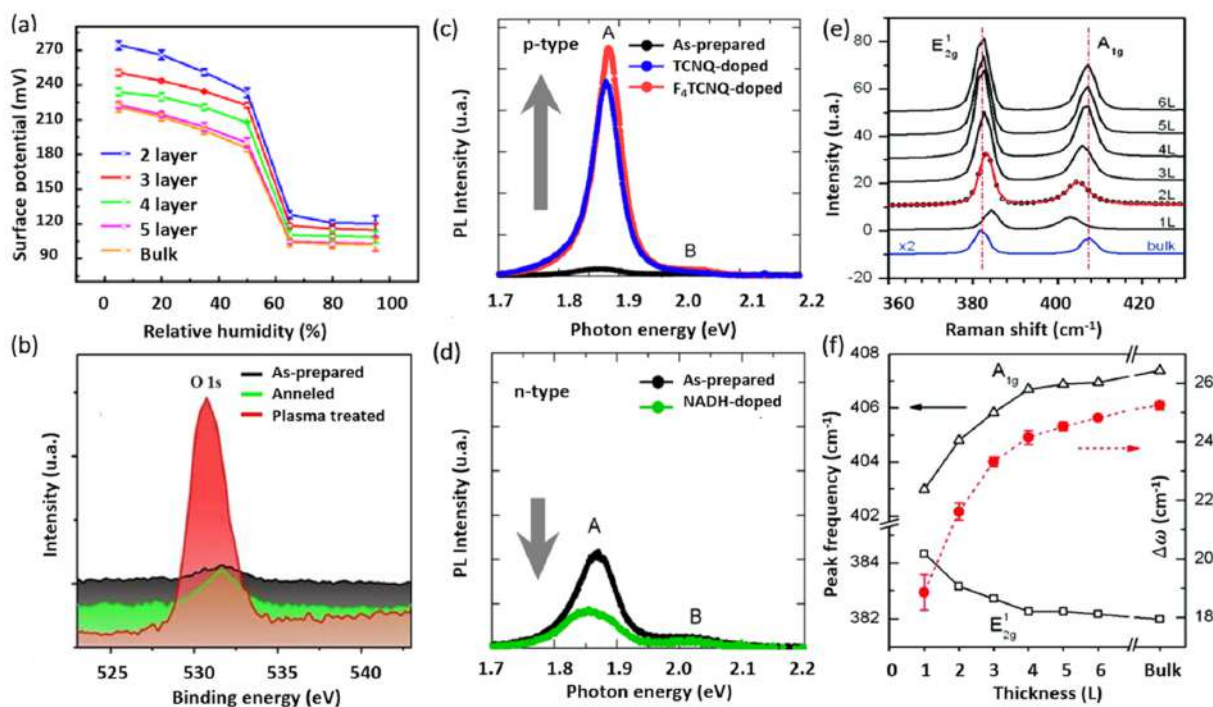 (a)
270
240
210
180
150
120
90
Surface potential (mV)
2 layer
3 layer
4 layer
5 layer
Bulk
0 20 40 60 80 100
Relative humidity (%)
(b)
O 1s
As-prepared
Anneled
Plasma treated
Intensity (u.a.)
525 530 535 540
Binding energy (eV)
(c)
p-type
A
As-prepared
TCNQ-doped
F4TCNQ-doped
B
PL Intensity (u.a.)
1.7 1.8 1.9 2.0 2.1 2.2
Photon energy (eV)
(d)
n-type
As-prepared
NADH-doped
A
B
PL Intensity (u.a.)
1.7 1.8 1.9 2.0 2.1 2.2
Photon energy (eV)
(e)
80
60
40
20
0
-20
Intensity (u.a.)
E¹2g
A1g
6L
5L
4L
3L
2L
1L
x2
bulk
360 380 400 420
Raman shift (cm⁻¹)
(f)
408
406
404
402
384
382
Peak frequency (cm⁻¹)
A1g
E¹2g
26
24
22
20
18
Δω (cm⁻¹)
0 1 2 3 4 5 6 Bulk
Thickness (L)